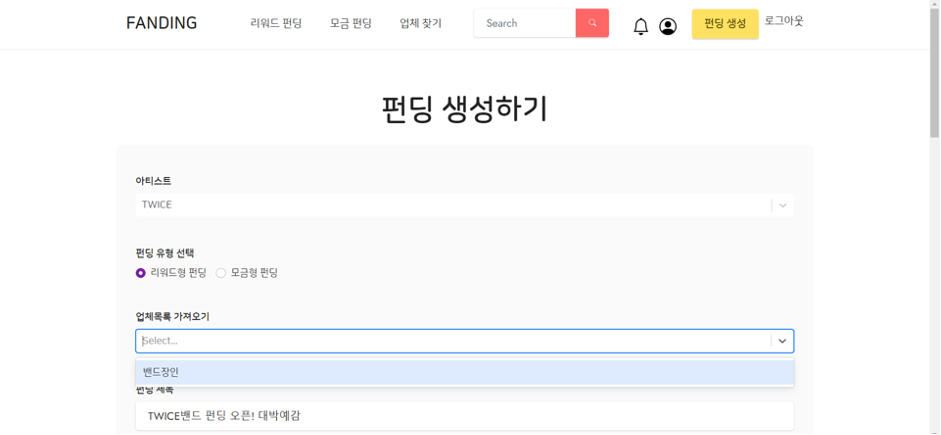 FANDING 리워드 펀딩 모금 펀딩 업체 찾기 Search 펀딩 생성 로그아웃
펀딩 생성하기
아티스트
TWICE
펀딩 유형 선택
리워드형 펀딩 모금형 펀딩
업체목록 가져오기
Select...
밴드장인
펀딩 제목
TWICE밴드 펀딩 오픈! 대박예감